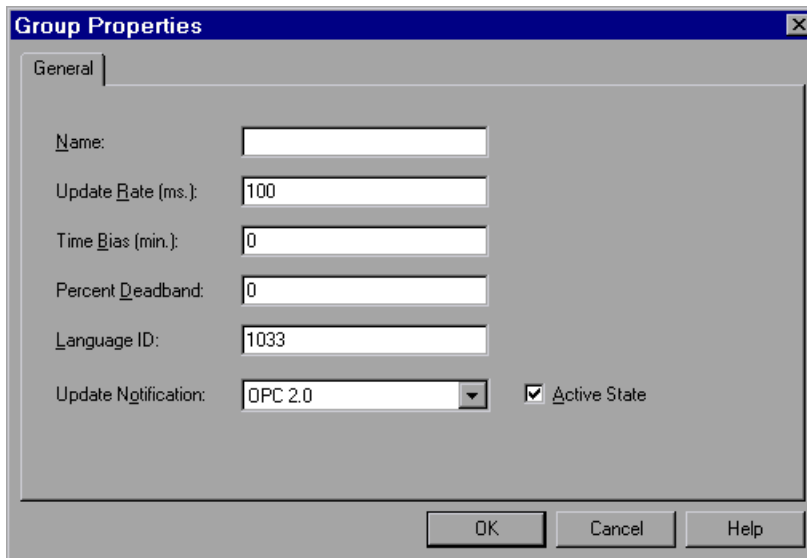 Group Properties
General
Name:
Update Rate (ms.): 100
Time Bias (min.): 0
Percent Deadband: 0
Language ID: 1033
Update Notification: OPC 2.0 Active State
OK Cancel Help